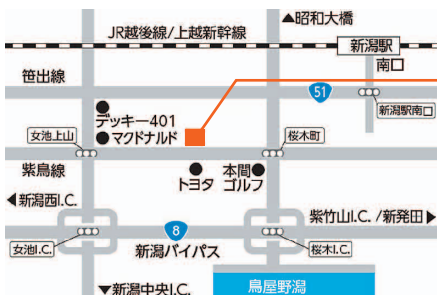 ▲昭和大橋
JR越後線/上越新幹線
新潟駅
南口
笹出線
51
新潟駅南口
デッキー401
マクドナルド
女池上山
桜木町
紫鳥線
トヨタ
本間
ゴルフ
◀新潟西I.C.
紫竹山I.C. /新発田▶
女池I.C.
8
新潟バイパス
桜木I.C.
▼新潟中央I.C.
鳥屋野潟